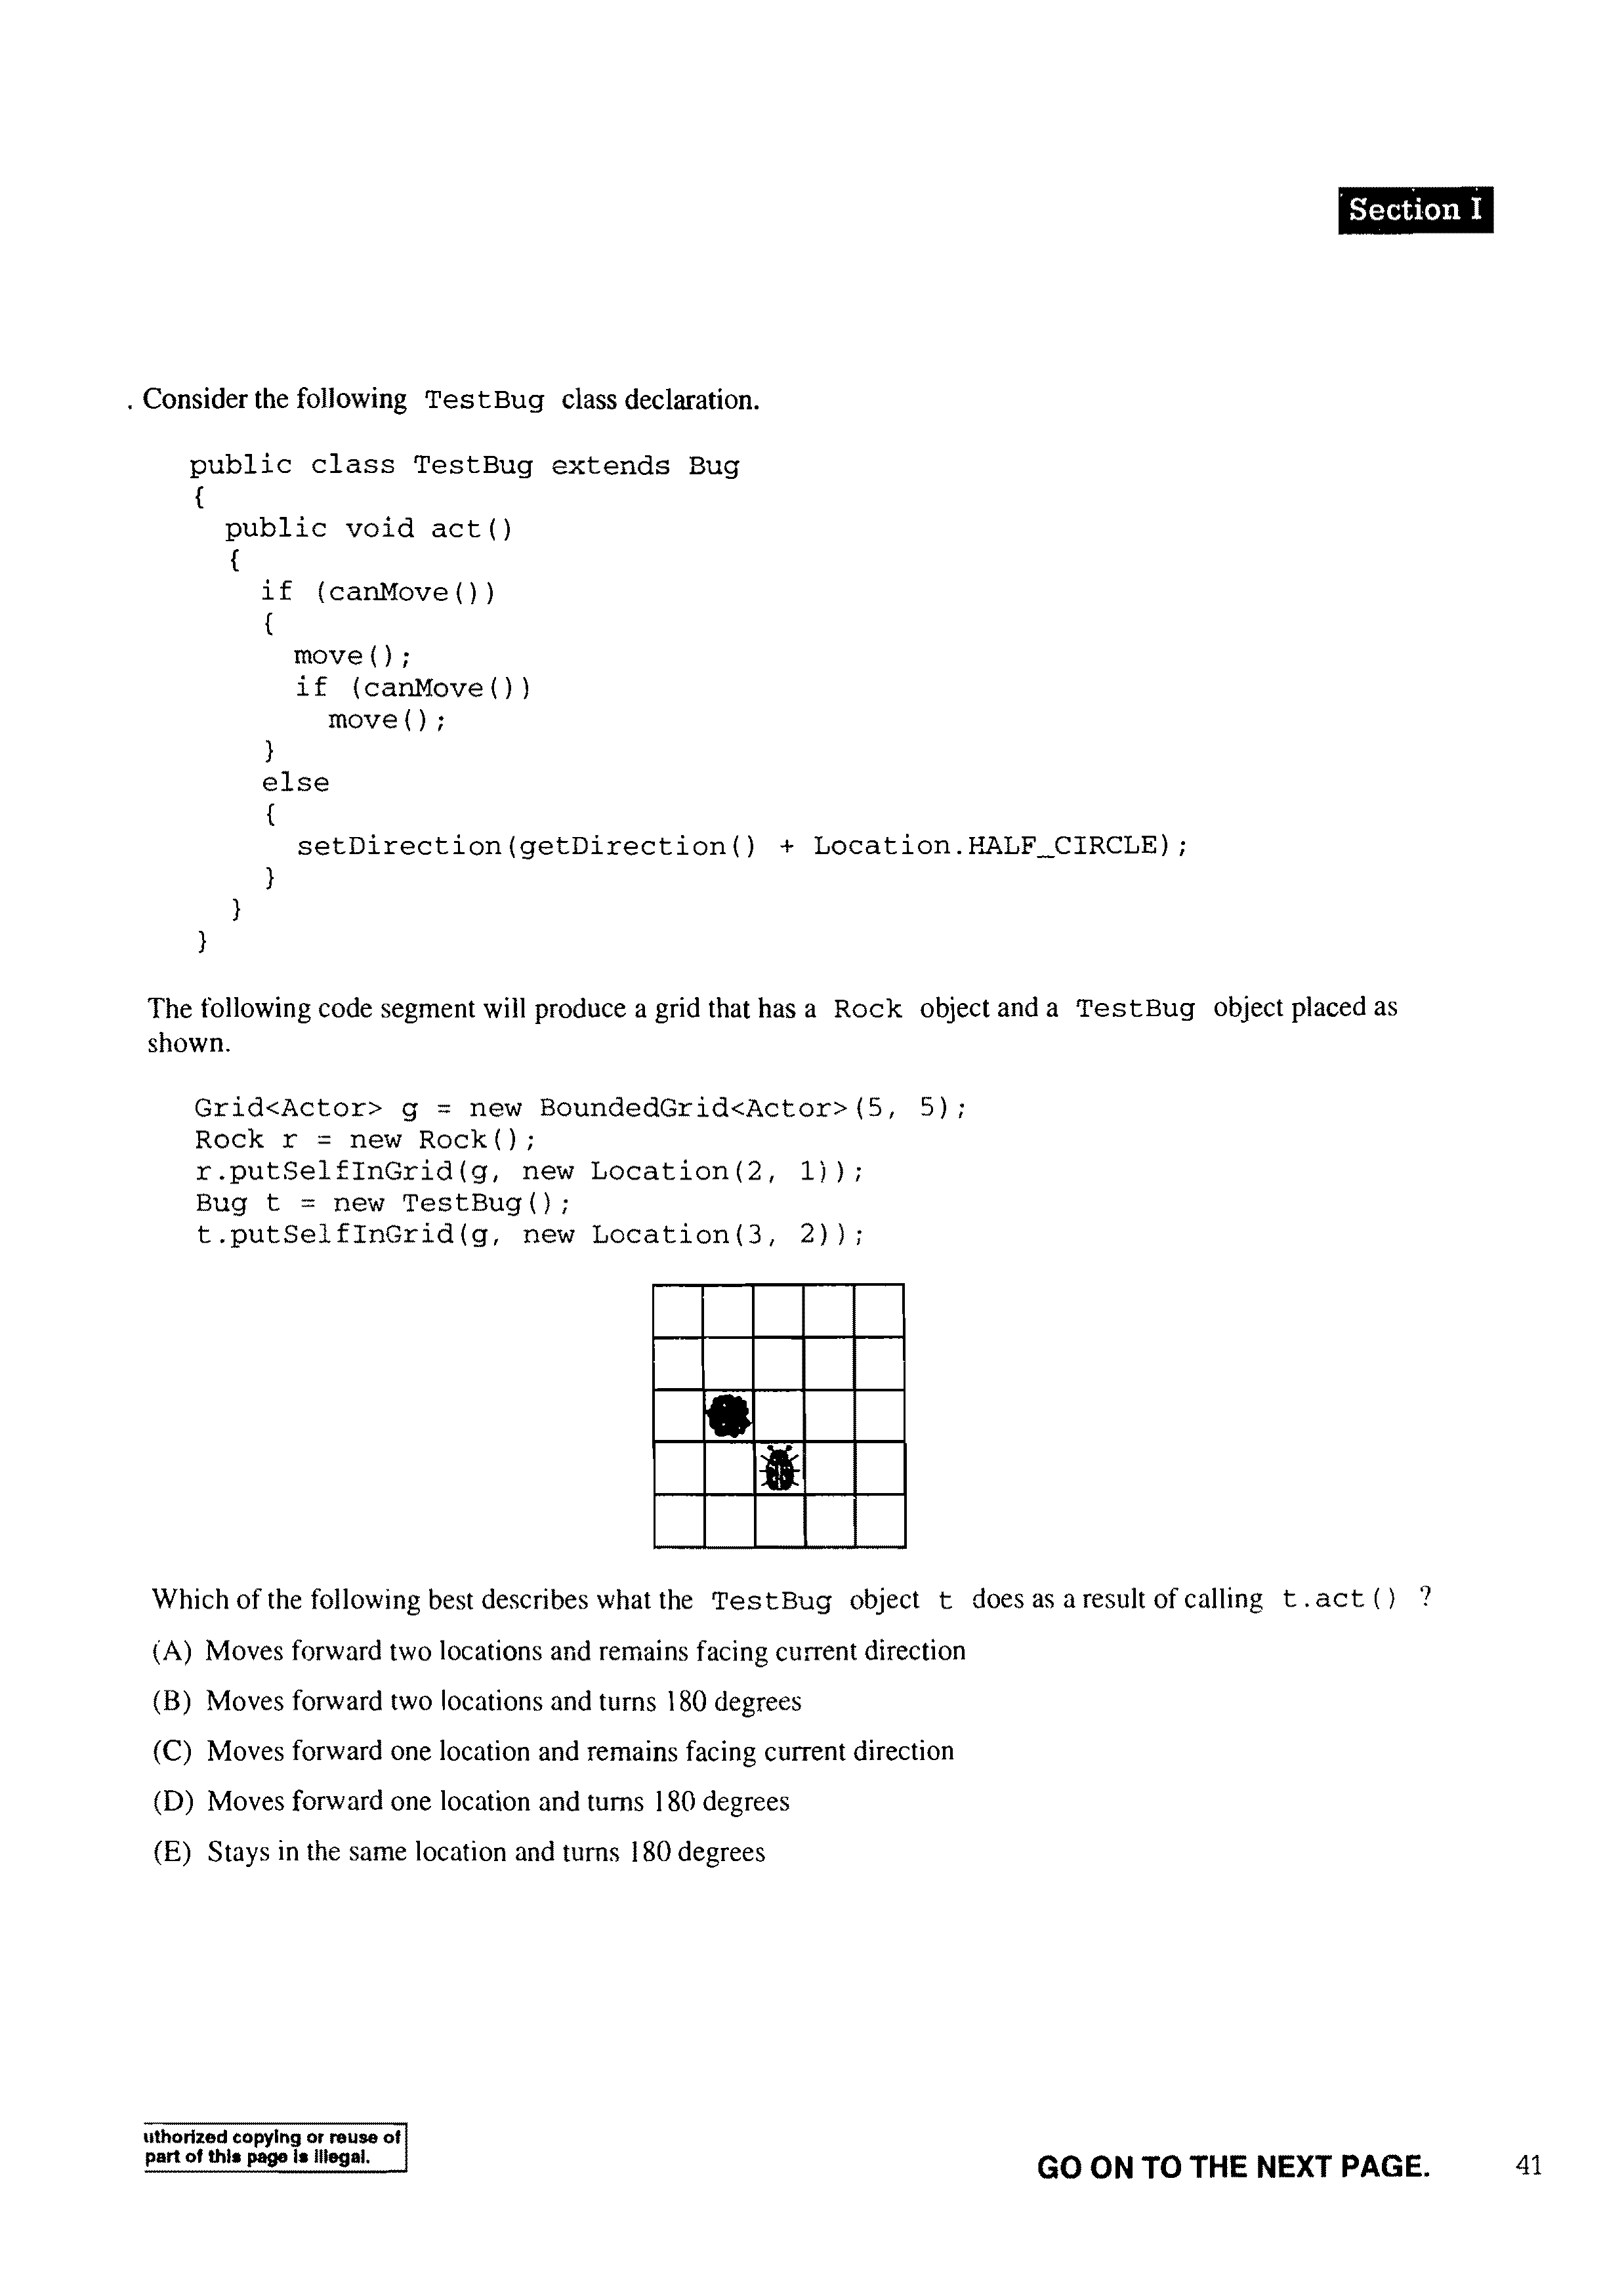 Section I
. Consider the following TestBug class declaration.
public class TestBug extends Bug
{
public void act()
{
if (canMove())
{
move();
if (canMove())
move();
}
else
{
setDirection(getDirection() + Location.HALF_CIRCLE);
}
}
}
The following code segment will produce a grid that has a Rock object and a TestBug object placed as
shown.
Grid<Actor> g = new BoundedGrid<Actor>(5, 5);
Rock r = new Rock();
r.putSelfInGrid(g, new Location(2, 1));
Bug t = new TestBug();
t.putSelfInGrid(g, new Location(3, 2));
Which of the following best describes what the TestBug object t does as a result of calling t.act() ?
(A) Moves forward two locations and remains facing current direction
(B) Moves forward two locations and turns 180 degrees
(C) Moves forward one location and remains facing current direction
(D) Moves forward one location and turns 180 degrees
(E) Stays in the same location and turns 180 degrees
uthorized copying or reuse of
part of this page is illegal.
GO ON TO THE NEXT PAGE. 41